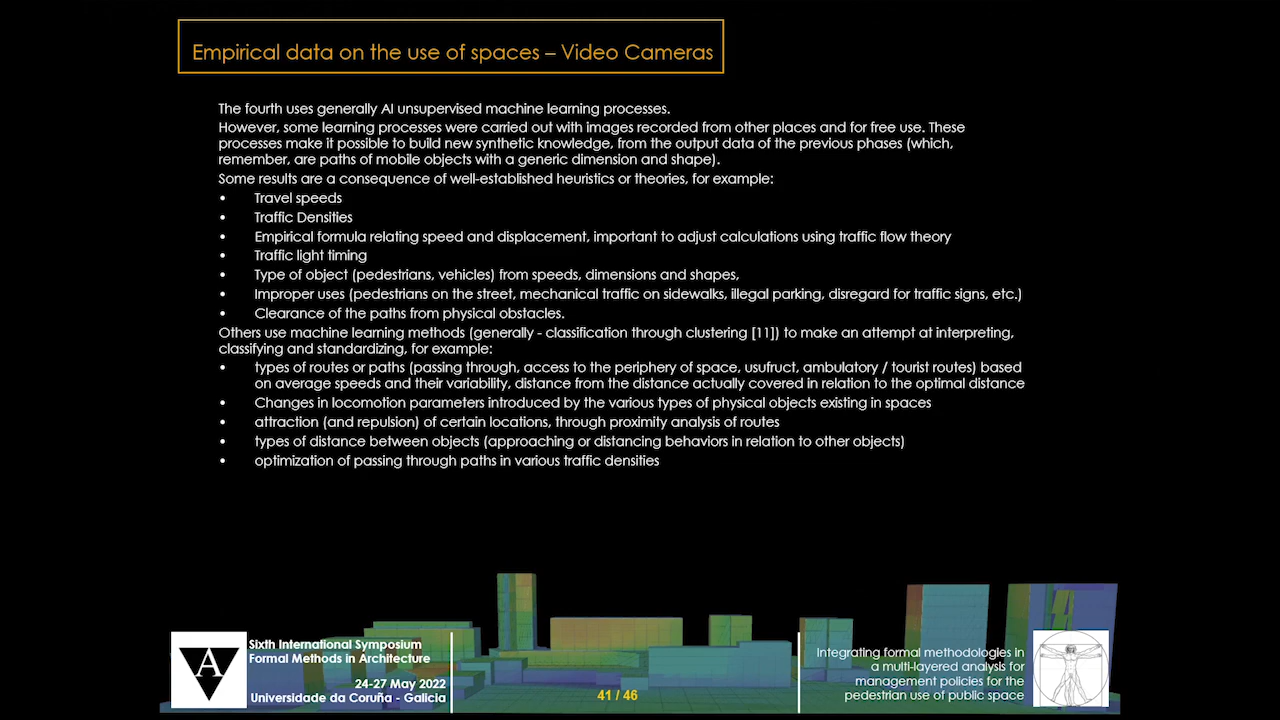 Empirical data on the use of spaces – Video Cameras
The fourth uses generally AI unsupervised machine learning processes.
However, some learning processes were carried out with images recorded from other places and for free use. These
processes make it possible to build new synthetic knowledge, from the output data of the previous phases (which,
remember, are paths of mobile objects with a generic dimension and shape).
Some results are a consequence of well-established heuristics or theories, for example:
• Travel speeds
• Traffic Densities
• Empirical formula relating speed and displacement, important to adjust calculations using traffic flow theory
• Traffic light timing
• Type of object (pedestrians, vehicles) from speeds, dimensions and shapes,
• Improper uses (pedestrians on the street, mechanical traffic on sidewalks, illegal parking, disregard for traffic signs, etc.)
• Clearance of the paths from physical obstacles.
Others use machine learning methods (generally - classification through clustering [11]) to make an attempt at interpreting,
classifying and standardizing, for example:
• types of routes or paths (passing through, access to the periphery of space, usufruct, ambulatory / tourist routes) based
on average speeds and their variability, distance from the distance actually covered in relation to the optimal distance
• Changes in locomotion parameters introduced by the various types of physical objects existing in spaces
• attraction (and repulsion) of certain locations, through proximity analysis of routes
• types of distance between objects (approaching or distancing behaviors in relation to other objects)
• optimization of passing through paths in various traffic densities
A
Sixth International Symposium
Formal Methods in Architecture
24-27 May 2022
Universidade da Coruña - Galicia
41 / 46
Integrating formal methodologies in
a multi-layered analysis for
management policies for the
pedestrian use of public space